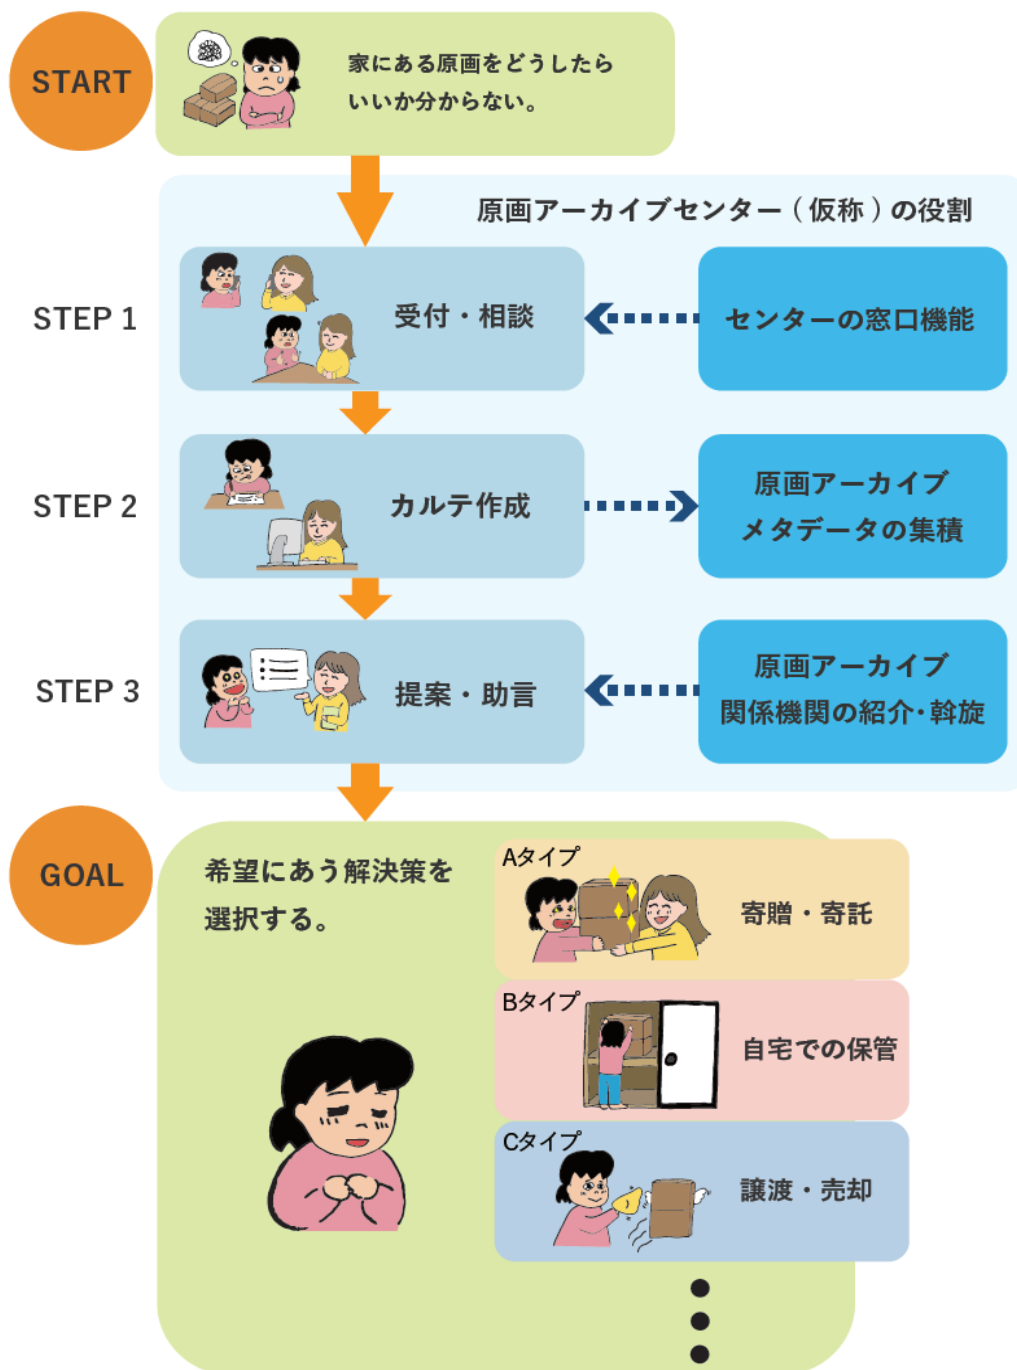 START
家にある原画をどうしたら
いいか分からない。
原画アーカイブセンター(仮称)の役割
STEP 1
受付・相談
センターの窓口機能
STEP 2
カルテ作成
原画アーカイブ
メタデータの集積
STEP 3
提案・助言
原画アーカイブ
関係機関の紹介・斡旋
GOAL
希望にあう解決策を
選択する。
Aタイプ
寄贈・寄託
Bタイプ
自宅での保管
Cタイプ
譲渡・売却